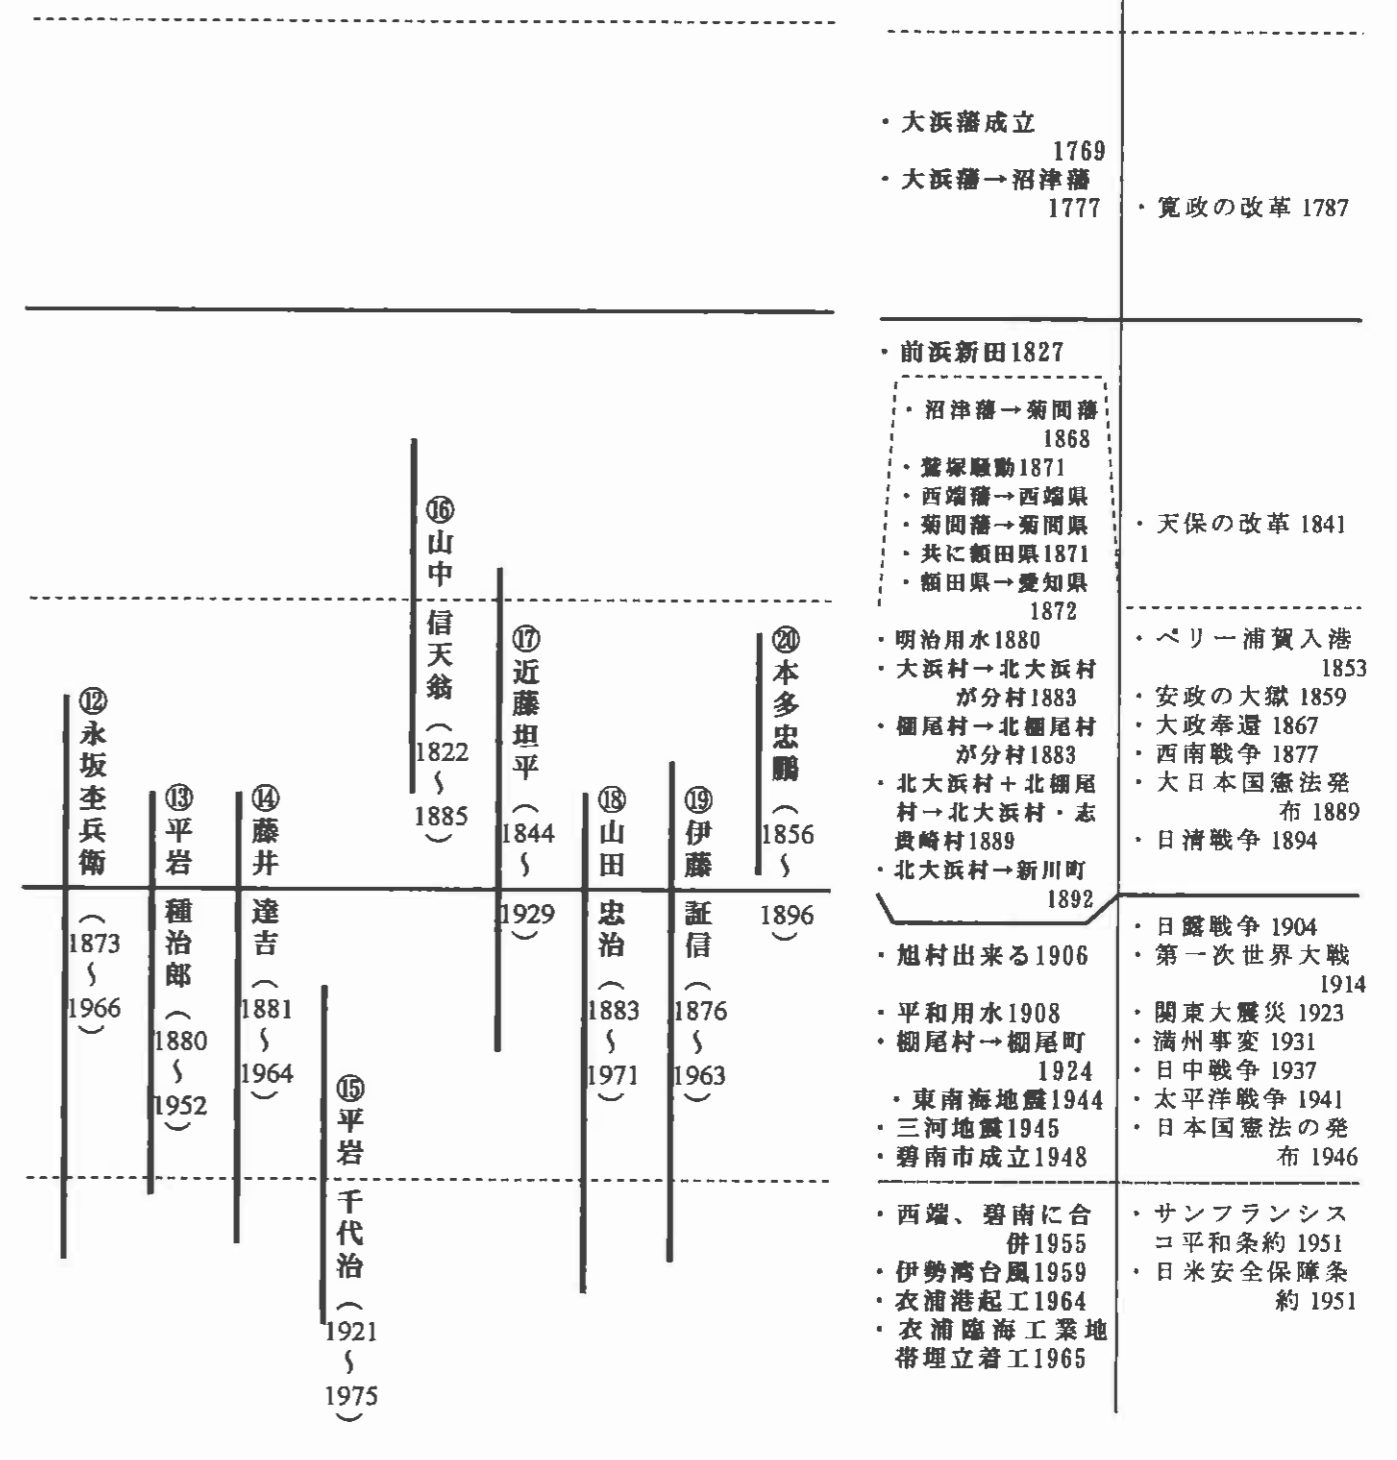 ⑫永坂杢兵衛（1873～1966）
⑬平岩 種治郎（1880～1952）
⑭藤井 達吉（1881～1964）
⑮平岩 千代治（1921～1975）
⑯山中 信天翁（1822～1885）
⑰近藤坦平（1844～1929）
⑱山田 忠治（1883～1971）
⑲伊藤 証信（1876～1963）
⑳本多忠鵬（1856～1896）
・大浜藩成立
1769
・大浜藩→沼津藩
1777
・前浜新田1827
・沼津藩→菊間藩
1868
・鷲塚騒動1871
・西端藩→西端県
・菊間藩→菊間県
・共に額田県1871
・額田県→愛知県
1872
・明治用水1880
・大浜村→北大浜村
が分村1883
・棚尾村→北棚尾村
が分村1883
・北大浜村＋北棚尾
村→北大浜村・志
貴崎村1889
・北大浜村→新川町
1892
・旭村出来る1906
・平和用水1908
・棚尾村→棚尾町
1924
・東南海地震1944
・三河地震1945
・碧南市成立1948
・西端、碧南に合
併1955
・伊勢湾台風1959
・衣浦港起工1964
・衣浦臨海工業地
帯埋立着工1965
・寛政の改革 1787
・天保の改革 1841
・ペリー浦賀入港
1853
・安政の大獄 1859
・大政奉還 1867
・西南戦争 1877
・大日本国憲法発
布 1889
・日清戦争 1894
・日露戦争 1904
・第一次世界大戦
1914
・関東大震災 1923
・満州事変 1931
・日中戦争 1937
・太平洋戦争 1941
・日本国憲法の発
布 1946
・サンフランシス
コ平和条約 1951
・日米安全保障条
約 1951